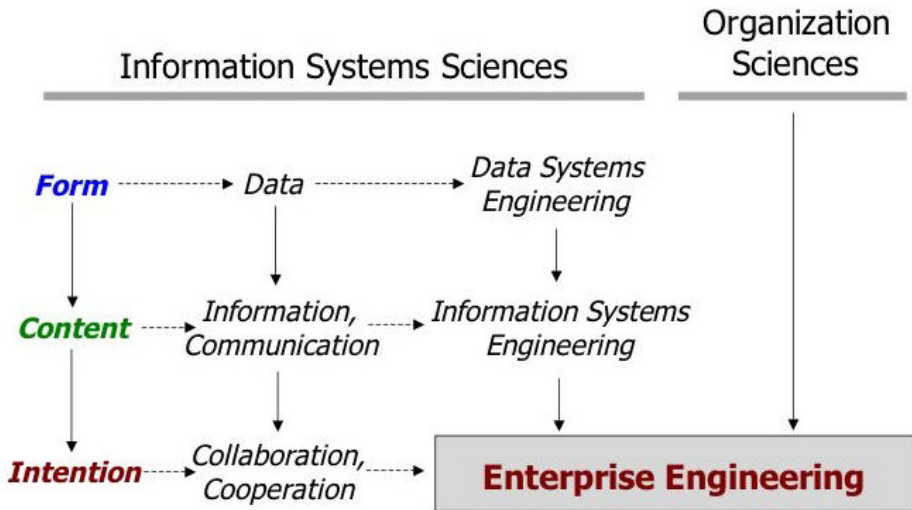 Organization
Sciences
Information Systems Sciences
Form
Data
Data Systems
Engineering
Content
Information,
Communication
Information Systems
Engineering
Intention
Collaboration,
Cooperation
Enterprise Engineering